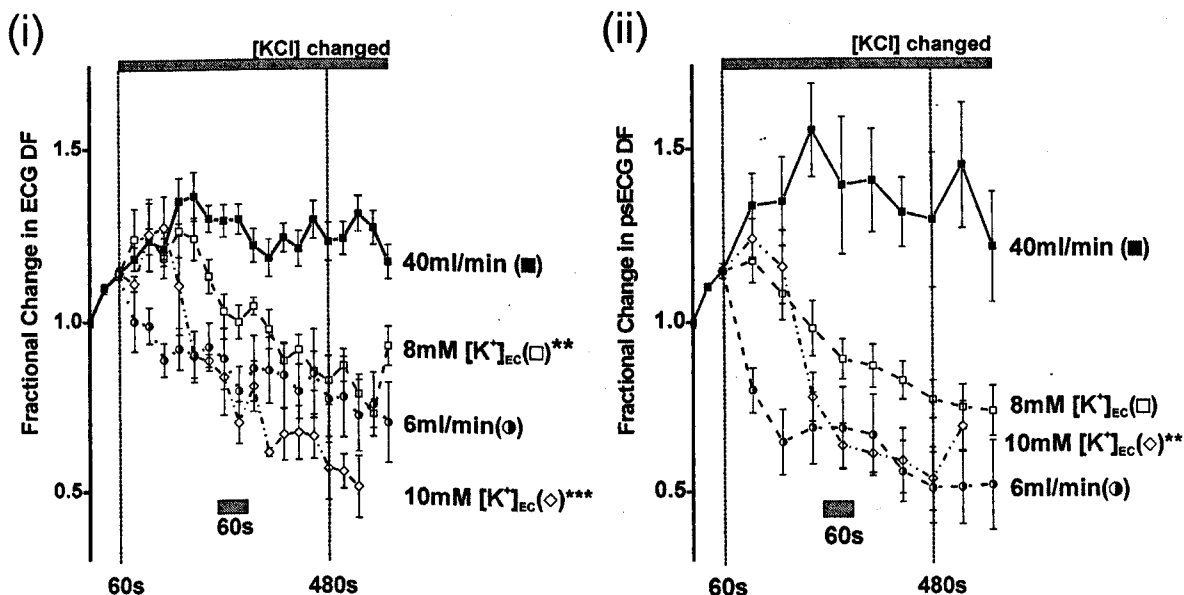 (i)
[KCl] changed
Fractional Change in ECG DF
1.5
1.0
0.5
40ml/min (■)
8mM [K⁺]EC(□)**
6ml/min(◑)
10mM [K⁺]EC(◇)***
60s
60s
480s
(ii)
[KCl] changed
Fractional Change in psECG DF
1.5
1.0
0.5
40ml/min (■)
8mM [K⁺]EC(□)
10mM [K⁺]EC(◇)**
6ml/min(◑)
60s
60s
480s